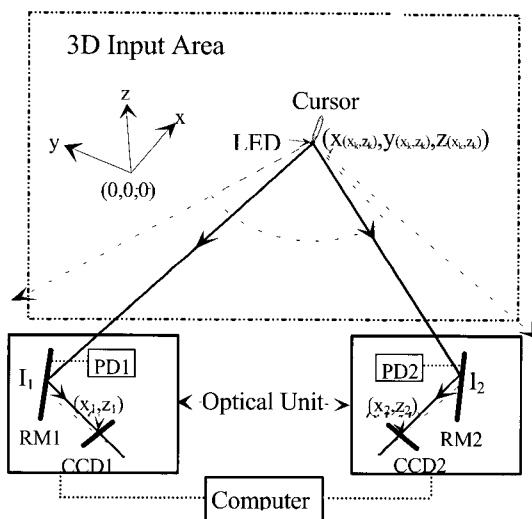 3D Input Area
Cursor
z
x
y
LED
(x(xₖ,zₖ),y(xₖ,zₖ),z(xₖ,zₖ))
(0,0,0)
PD1
I₁
(x₁,z₁)
RM1
CCD1
Optical Unit
PD2
I₂
(x₂,z₂)
RM2
CCD2
Computer